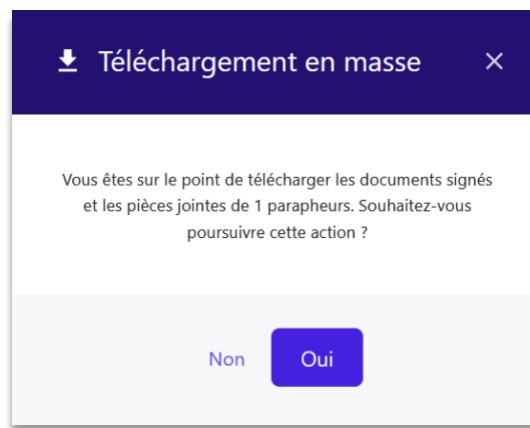 Téléchargement en masse
Vous êtes sur le point de télécharger les documents signés
et les pièces jointes de 1 parapheurs. Souhaitez-vous
poursuivre cette action ?
Non Oui